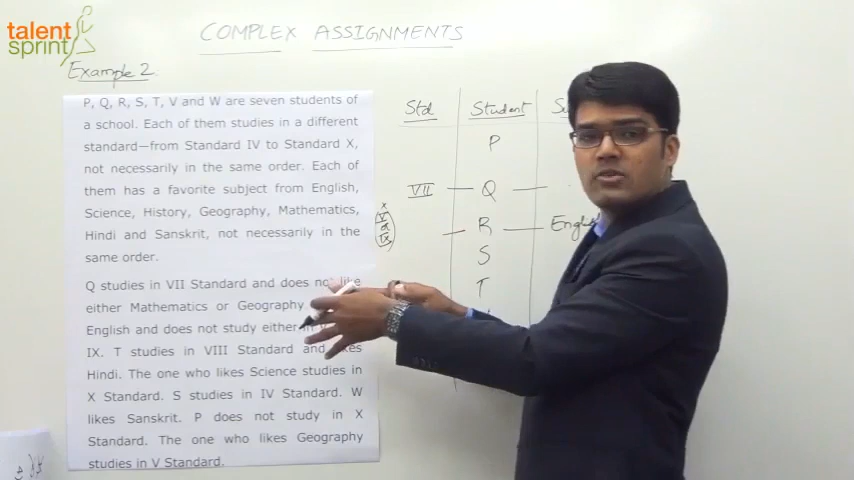 talent
sprint
COMPLEX ASSIGNMENTS
Example 2
P, Q, R, S, T, V and W are seven students of
a school. Each of them studies in a different
standard—from Standard IV to Standard X,
not necessarily in the same order. Each of
them has a favorite subject from English,
Science, History, Geography, Mathematics,
Hindi and Sanskrit, not necessarily in the
same order.
Q studies in VII Standard and does not like
either Mathematics or Geography
English and does not study either in
IX. T studies in VIII Standard and likes
Hindi. The one who likes Science studies in
X Standard. S studies in IV Standard. W
likes Sanskrit. P does not study in X
Standard. The one who likes Geography
studies in V Standard.
Std Student
P
VII — Q —
x
V
&
IX
— R — English
S
T